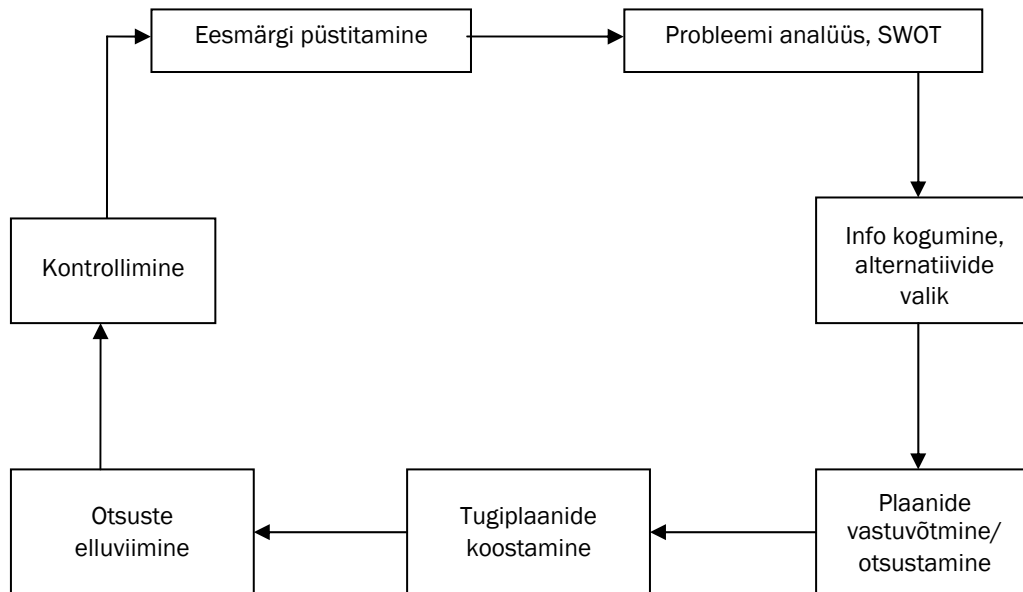 Eesmärgi püstitamine
Probleemi analüüs, SWOT
Info kogumine,
alternatiivide
valik
Plaanide
vastuvõtmine/
otsustamine
Tugiplaanide
koostamine
Otsuste
elluviimine
Kontrollimine